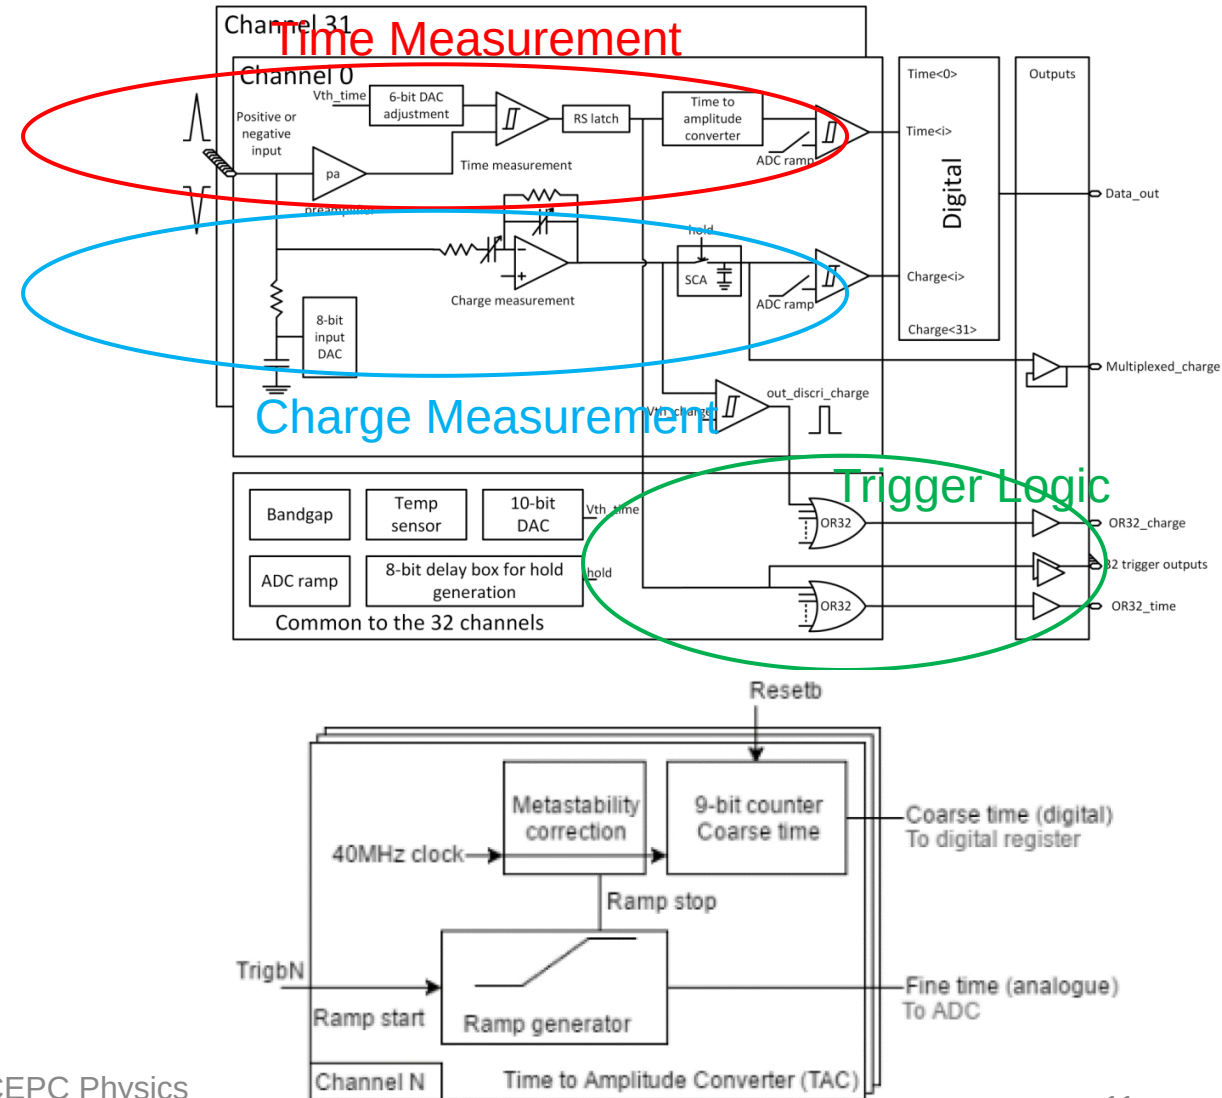 Channel 31
Time Measurement
Channel 0
Time<0>
Outputs
Vth_time
6-bit DAC
adjustment
Time to
amplitude
converter
Positive or
negative
input
RS latch
Time<i>
ADC ramp
Time measurement
pa
Digital
Data_out
preamplifier
hold
SCA
Charge<i>
Charge measurement
ADC ramp
8-bit
input
DAC
Charge<31>
Multiplexed_charge
out_discri_charge
Vth_charge
Charge Measurement
Trigger Logic
Bandgap
Temp
sensor
10-bit
DAC
Vth_time
OR32
OR32_charge
ADC ramp
8-bit delay box for hold
generation
hold
32 trigger outputs
OR32
OR32_time
Common to the 32 channels
Resetb
Metastability
correction
9-bit counter
Coarse time
Coarse time (digital)
To digital register
40MHz clock
Ramp stop
TrigbN
Ramp start
Ramp generator
Fine time (analogue)
To ADC
Channel N
Time to Amplitude Converter (TAC)
CEPC Physics